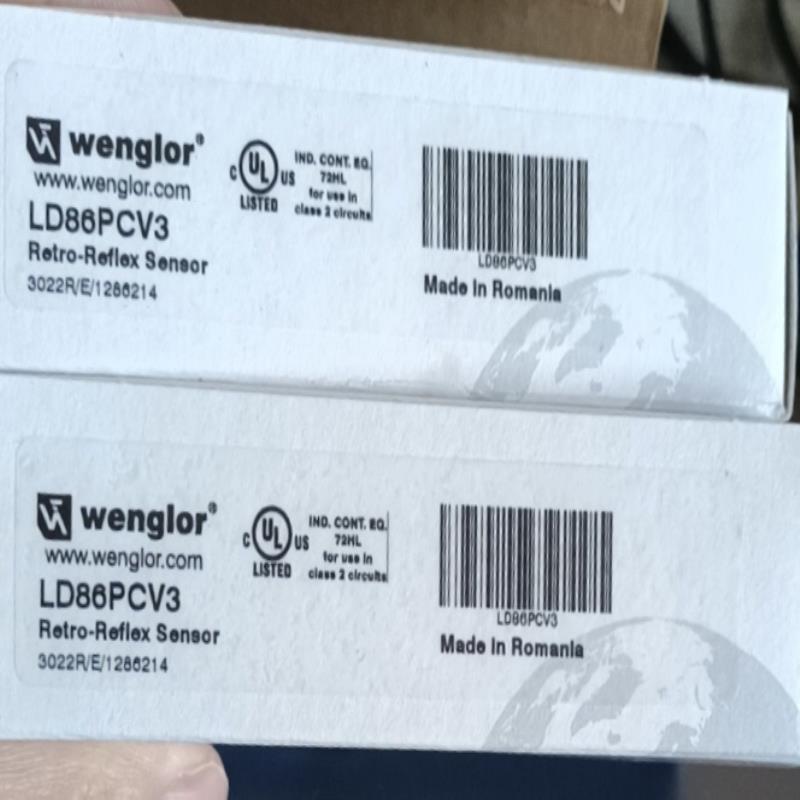 wenglor®
www.wenglor.com
LD86PCV3
Retro-Reflex Sensor
3022R/E/1286214
C UL US
LISTED
IND. CONT. EQ.
72HL
for use in
class 2 circuits
LD86PCV3
Made in Romania
wenglor®
www.wenglor.com
LD86PCV3
Retro-Reflex Sensor
3022R/E/1286214
C UL US
LISTED
IND. CONT. EQ.
72HL
for use in
class 2 circuits
LD86PCV3
Made in Romania